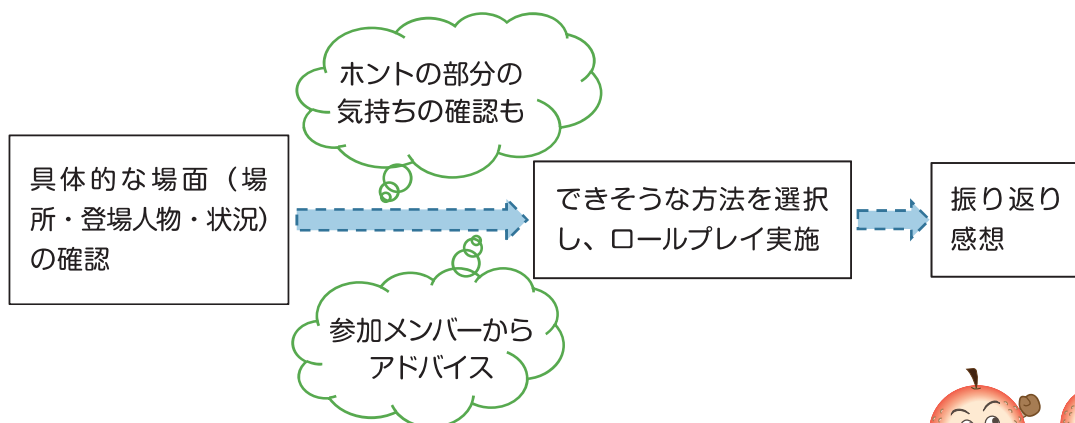 ホントの部分の
気持ちの確認も
具体的な場面（場
所・登場人物・状況）
の確認
できそうな方法を選択
し、ロールプレイ実施
振り返り
感想
参加メンバーから
アドバイス